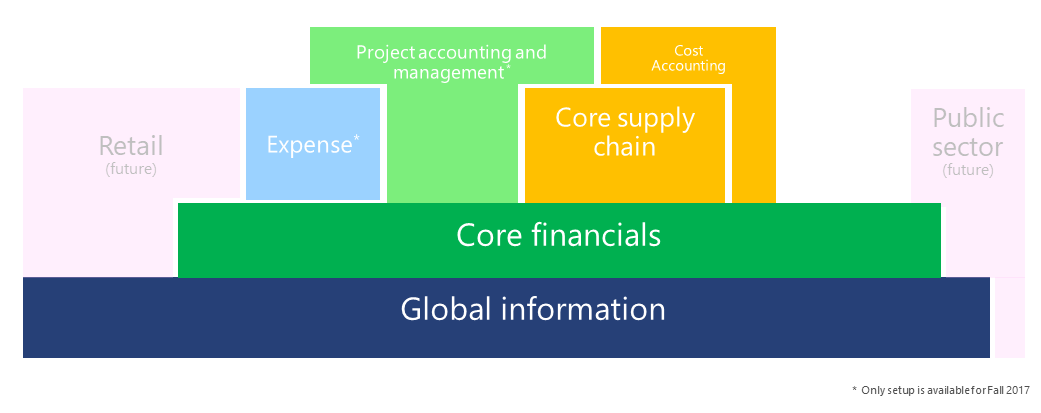 Project accounting and
management*
Cost
Accounting
Retail
(future)
Expense*
Core supply
chain
Public
sector
(future)
Core financials
Global information
* Only setup is available for Fall 2017